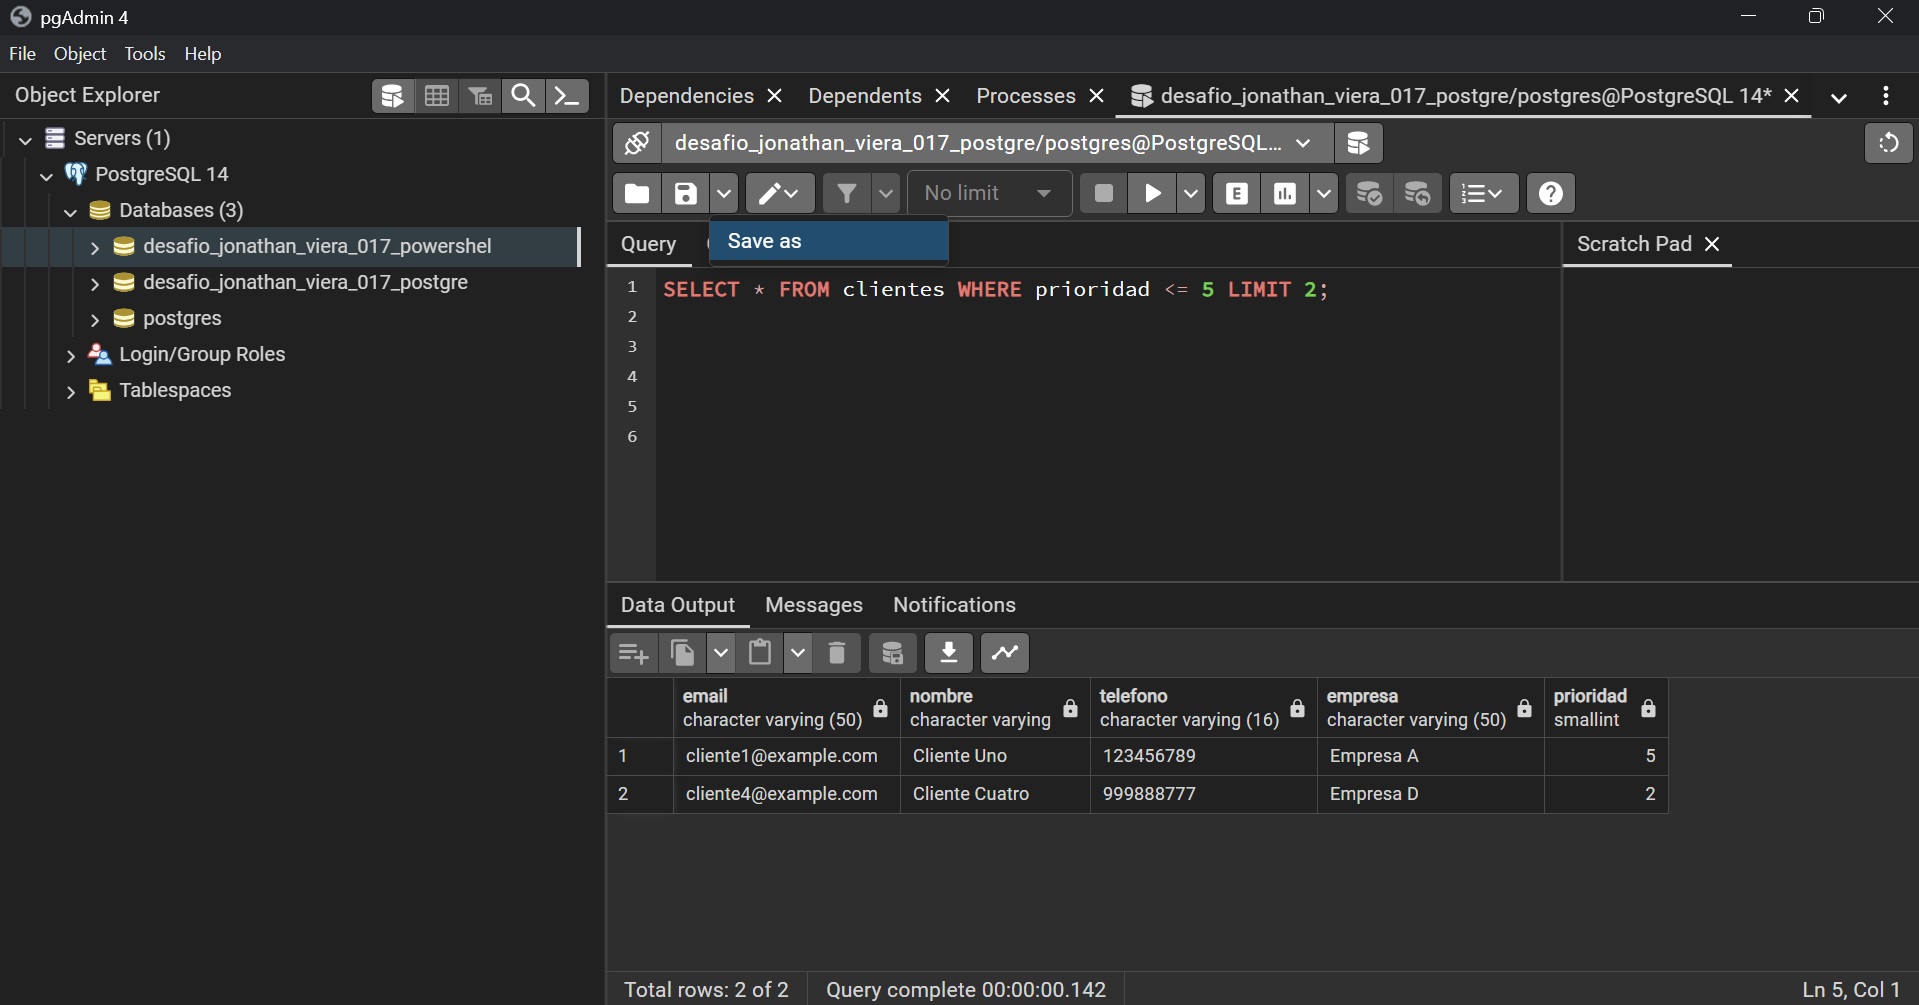 pgAdmin 4
File Object Tools Help
Object Explorer
Servers (1)
PostgreSQL 14
Databases (3)
desafio_jonathan_viera_017_powershel
desafio_jonathan_viera_017_postgre
postgres
Login/Group Roles
Tablespaces
Dependencies Dependents Processes desafio_jonathan_viera_017_postgre/postgres@PostgreSQL 14*
desafio_jonathan_viera_017_postgre/postgres@PostgreSQL...
No limit
E
Query Save as Scratch Pad
1 SELECT * FROM clientes WHERE prioridad <= 5 LIMIT 2;
2
3
4
5
6
Data Output Messages Notifications
email nombre telefono empresa prioridad
character varying (50) character varying character varying (16) character varying (50) smallint
1 cliente1@example.com Cliente Uno 123456789 Empresa A 5
2 cliente4@example.com Cliente Cuatro 999888777 Empresa D 2
Total rows: 2 of 2 Query complete 00:00:00.142 Ln 5, Col 1